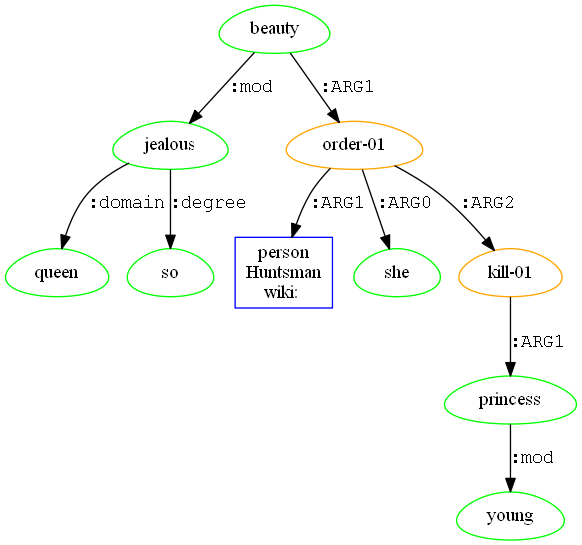 beauty
:mod
:ARG1
jealous
order-01
:domain
:degree
:ARG1
:ARG0
:ARG2
queen
so
person
Huntsman
wiki:
she
kill-01
:ARG1
princess
:mod
young